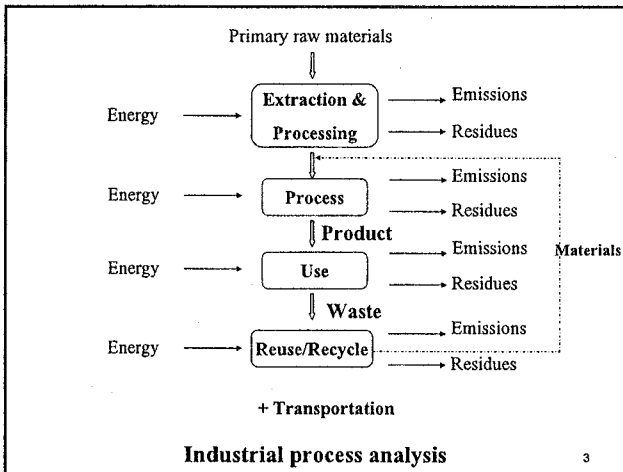 Primary raw materials
Energy
Extraction &
Processing
Emissions
Residues
Energy
Process
Emissions
Residues
Product
Materials
Energy
Use
Emissions
Residues
Waste
Energy
Reuse/Recycle
Emissions
Residues
+ Transportation
Industrial process analysis
3